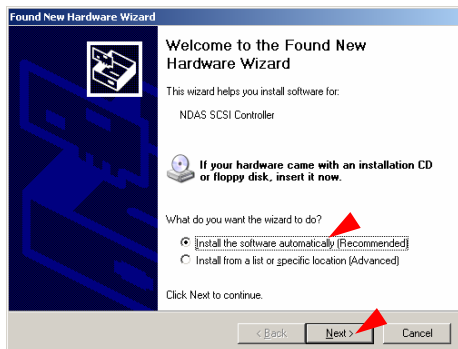 Found New Hardware Wizard
Welcome to the Found New
Hardware Wizard
This wizard helps you install software for:
NDAS SCSI Controller
If your hardware came with an installation CD
or floppy disk, insert it now.
What do you want the wizard to do?
Install the software automatically (Recommended)
Install from a list or specific location (Advanced)
Click Next to continue.
< Back
Next >
Cancel